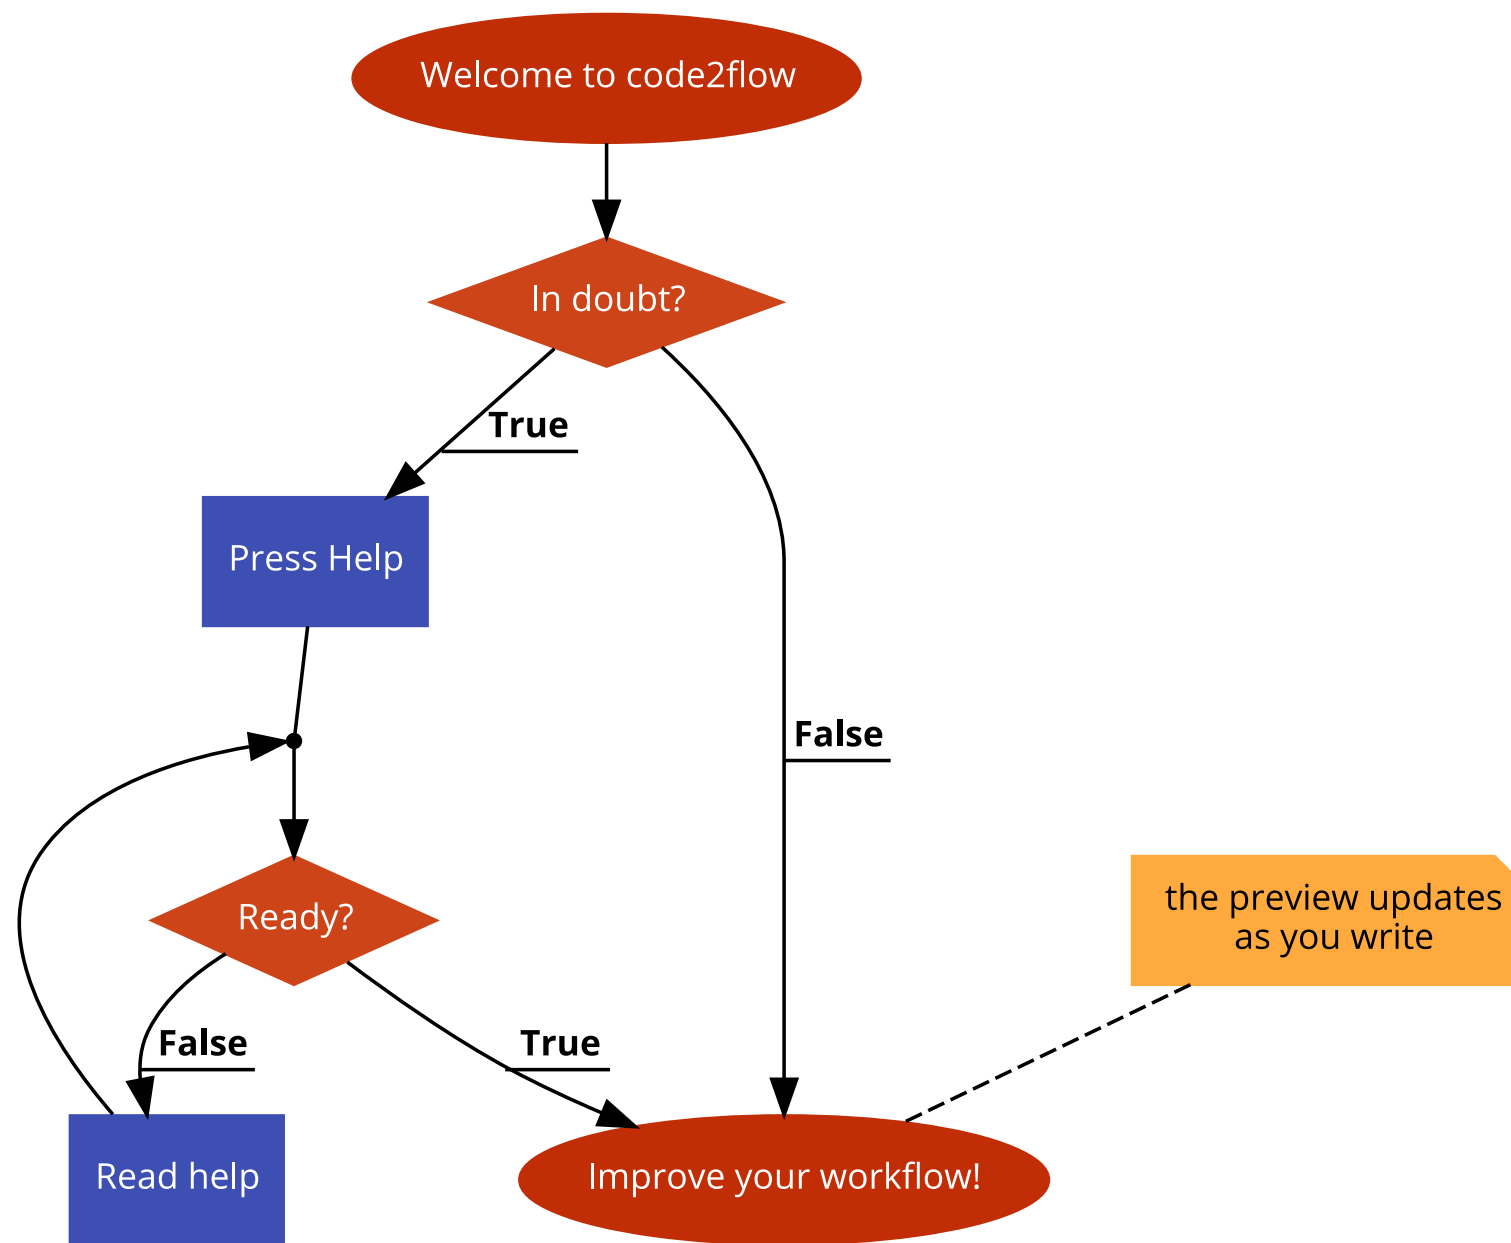 Welcome to code2flow
In doubt?
True
Press Help
False
the preview updates
as you write
Ready?
False
True
Read help
Improve your workflow!